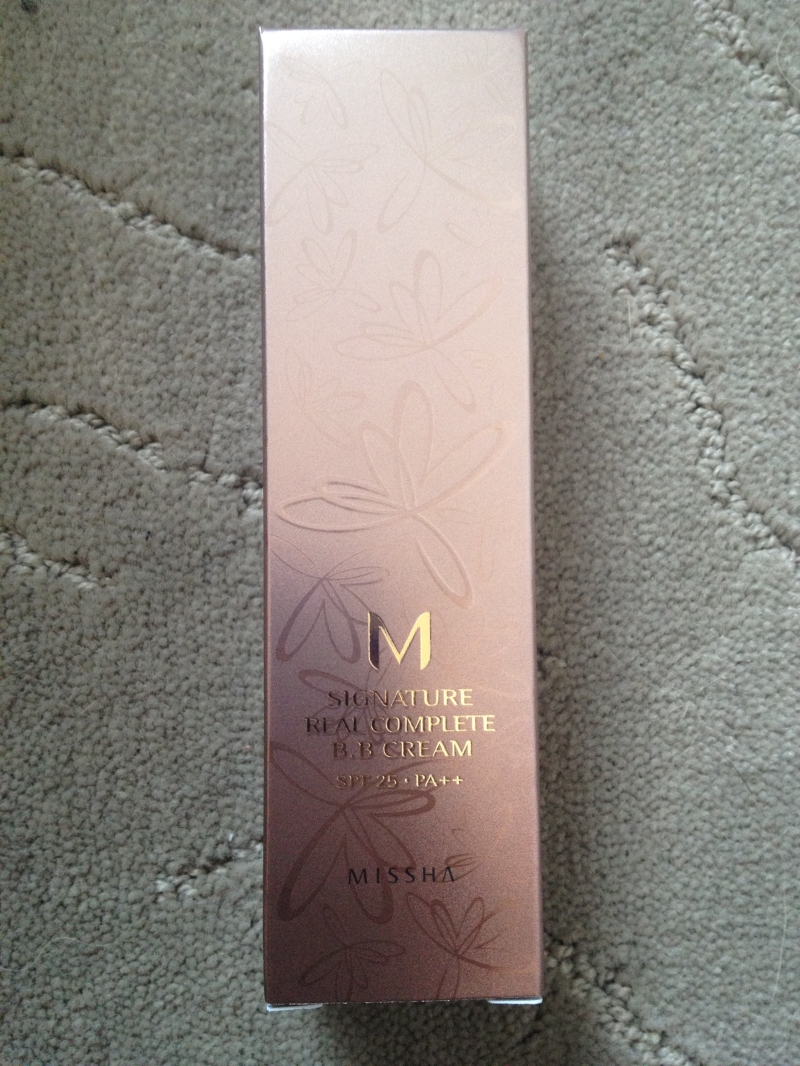 M
SIGNATURE
REAL COMPLETE
B.B CREAM
SPF 25 • PA++
MISSHA